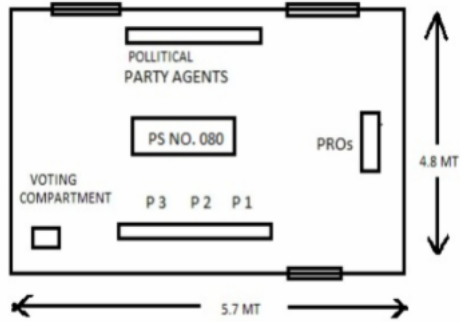 POLLITICAL
PARTY AGENTS
PS NO. 080
PROs
4.8 MT
VOTING
COMPARTMENT
P 3 P 2 P 1
5.7 MT